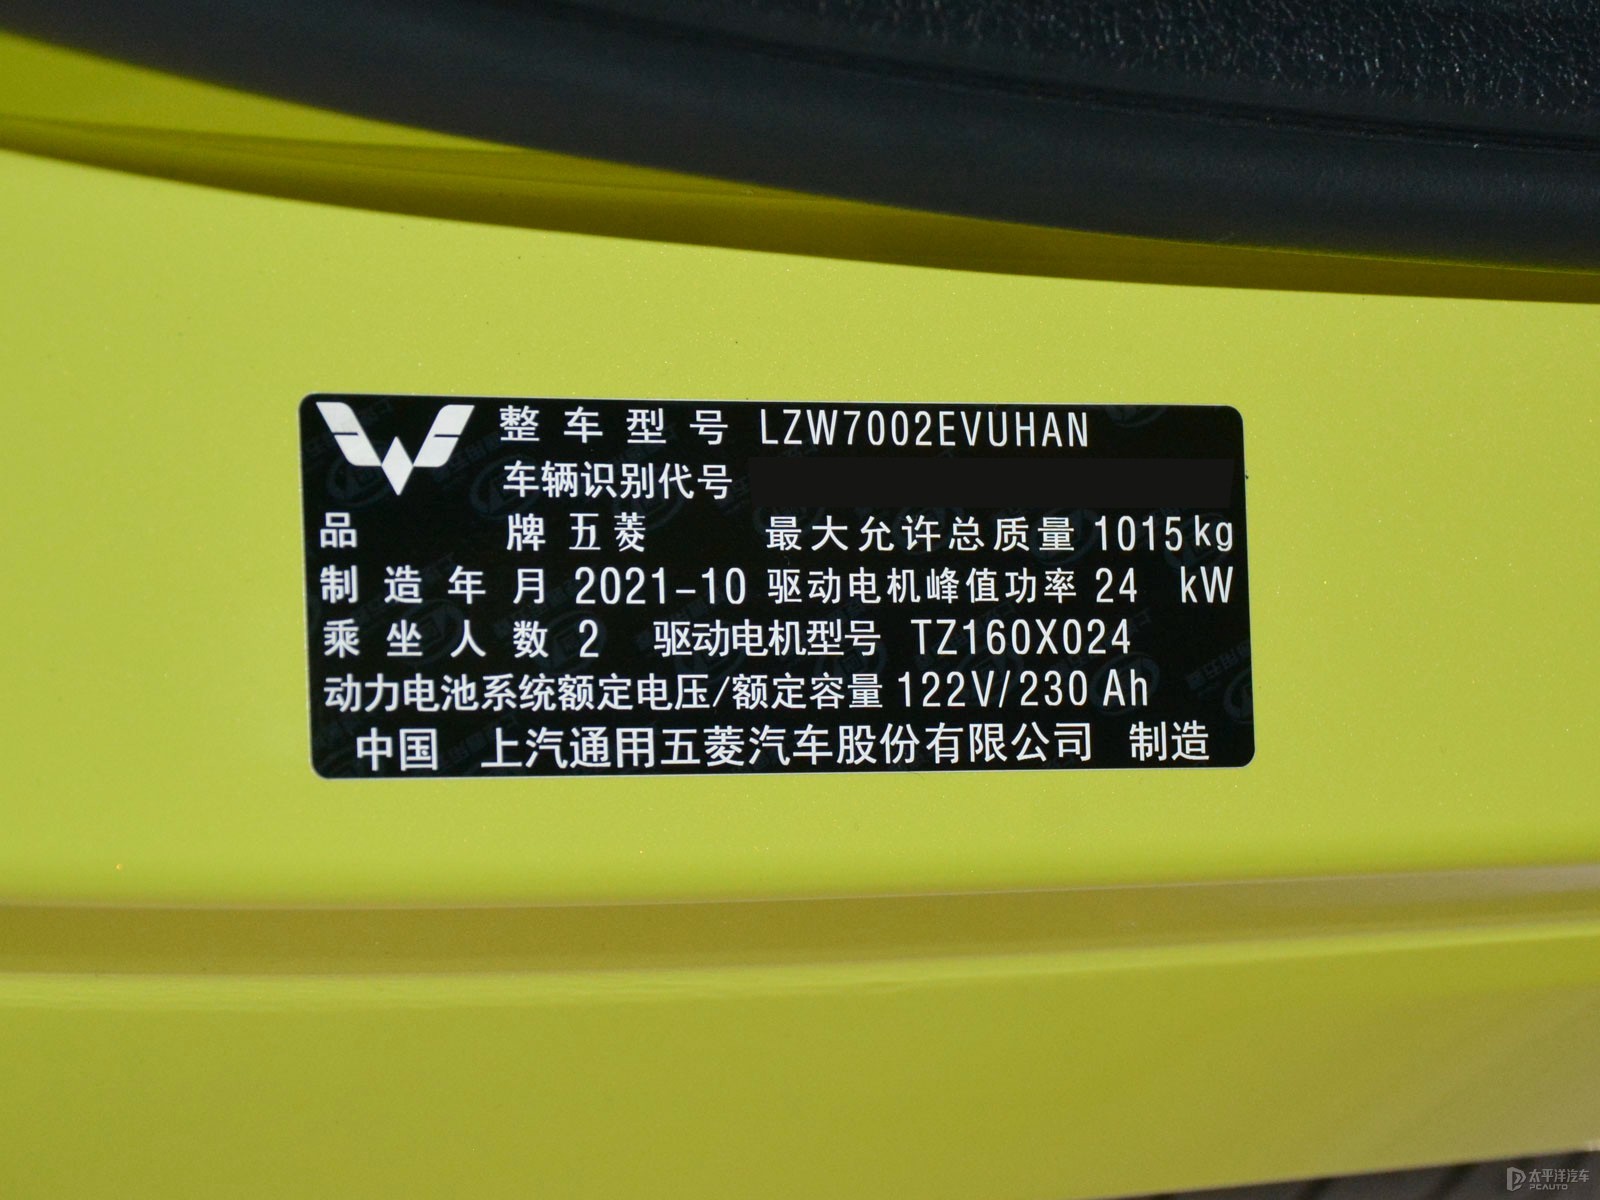 整车型号 LZW7002EVUHAN
车辆识别代号
品牌 五菱 最大允许总质量 1015kg
制造年月 2021-10 驱动电机峰值功率 24 kW
乘坐人数 2 驱动电机型号 TZ160X024
动力电池系统额定电压/额定容量 122V/230Ah
中国 上汽通用五菱汽车股份有限公司 制造
太平洋汽车
PCAUTO